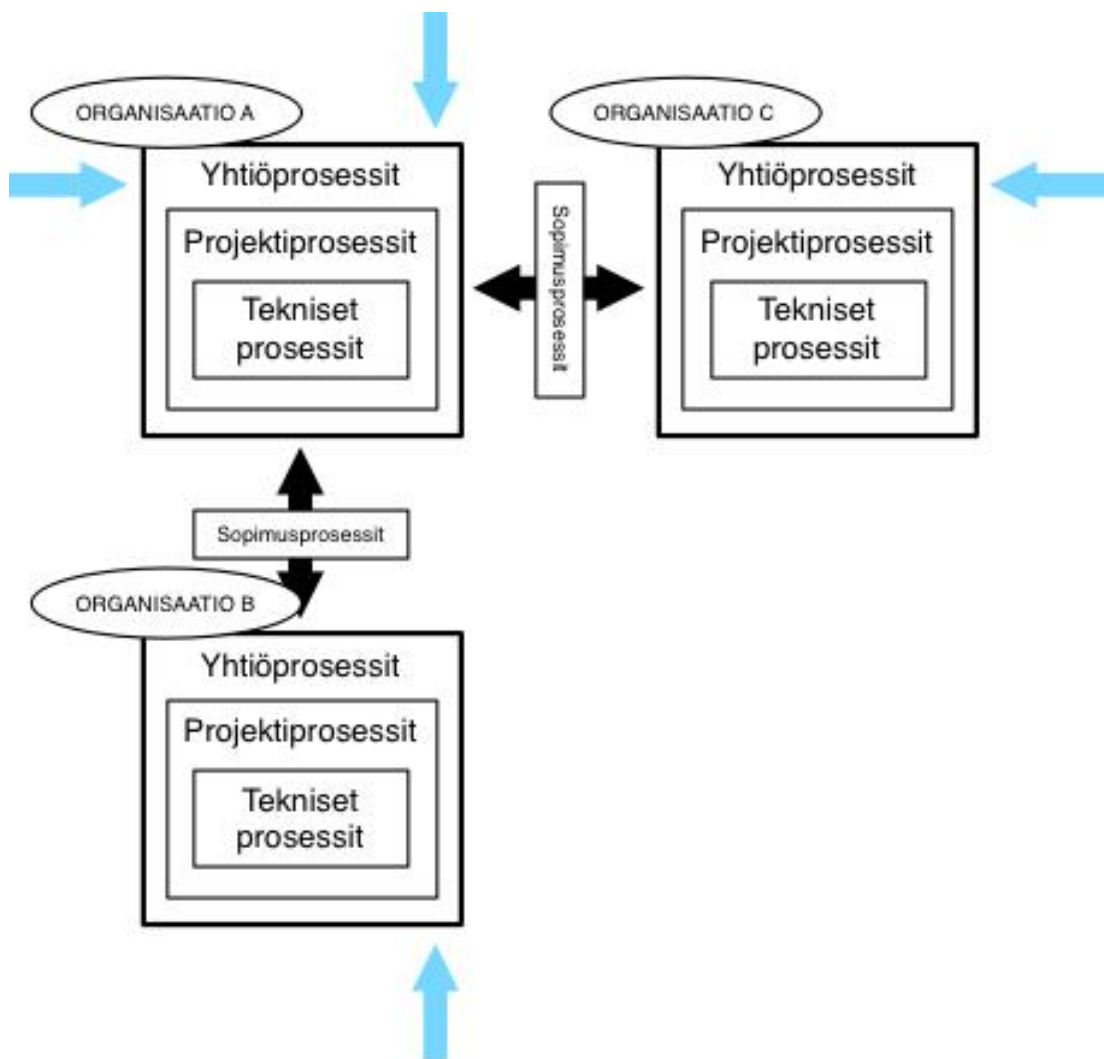 ORGANISAATIO A
Yhtiöprosessit
Projektiprosessit
Tekniset
prosessit
Sopimusprosessit
ORGANISAATIO C
Yhtiöprosessit
Projektiprosessit
Tekniset
prosessit
Sopimusprosessit
ORGANISAATIO B
Yhtiöprosessit
Projektiprosessit
Tekniset
prosessit